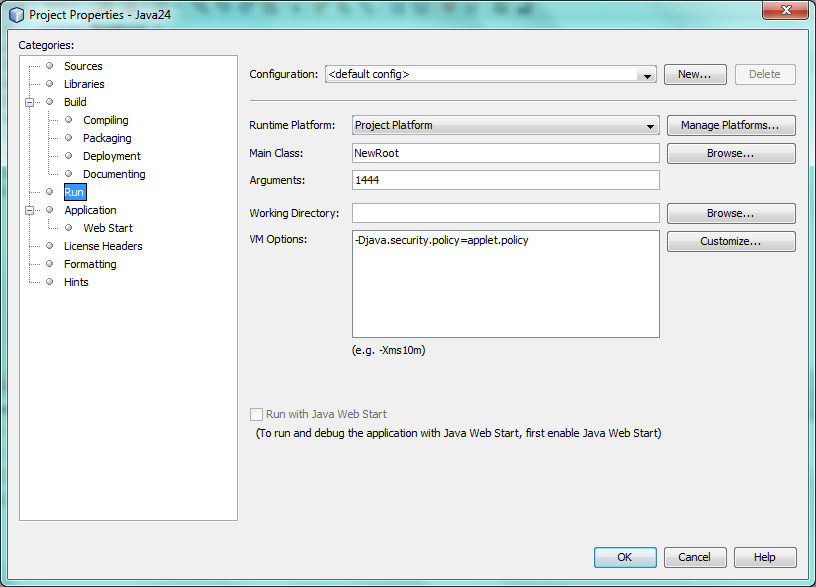 Project Properties - Java24
Categories:
Sources
Libraries
Build
Compiling
Packaging
Deployment
Documenting
Run
Application
Web Start
License Headers
Formatting
Hints
Configuration: <default config> New... Delete
Runtime Platform: Project Platform Manage Platforms...
Main Class: NewRoot Browse...
Arguments: 1444
Working Directory: Browse...
VM Options: -Djava.security.policy=applet.policy Customize...
(e.g. -Xms10m)
Run with Java Web Start
(To run and debug the application with Java Web Start, first enable Java Web Start)
OK Cancel Help